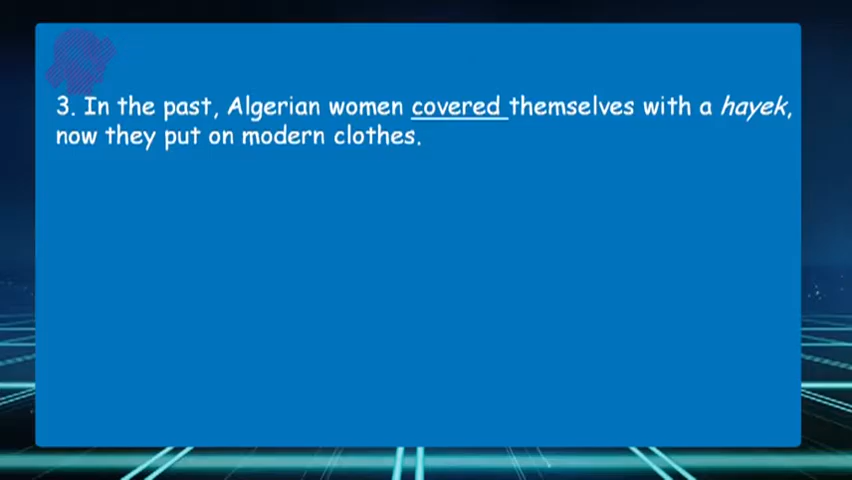 3. In the past, Algerian women covered themselves with a hayek,
now they put on modern clothes.